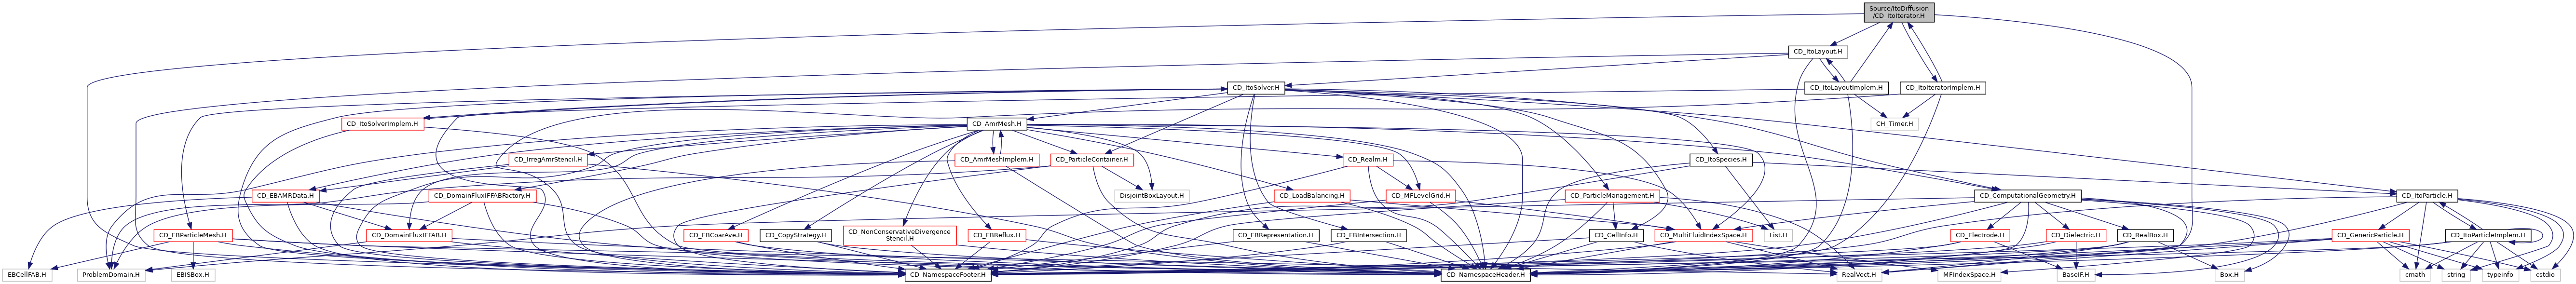 Source/ItoDiffusion
/CD_ItoIterator.H
CD_ItoLayout.H
CD_ItoSolver.H
CD_ItoLayoutImplem.H
CD_ItoIteratorImplem.H
CD_ItoSolverImplem.H
CD_AmrMesh.H
CH_Timer.H
CD_IrregAmrStencil.H
CD_AmrMeshImplem.H
CD_ParticleContainer.H
CD_Realm.H
CD_ItoSpecies.H
CD_EBAMRData.H
CD_DomainFluxIFFABFactory.H
DisjointBoxLayout.H
CD_LoadBalancing.H
CD_MFLevelGrid.H
CD_ParticleManagement.H
CD_ComputationalGeometry.H
CD_ItoParticle.H
CD_EBParticleMesh.H
CD_DomainFluxIFFAB.H
CD_EBCoarAve.H
CD_CopyStrategy.H
CD_NonConservativeDivergence
Stencil.H
CD_EBReflux.H
CD_EBRepresentation.H
CD_EBIntersection.H
CD_CellInfo.H
CD_MultiFluidIndexSpace.H
List.H
CD_Electrode.H
CD_Dielectric.H
CD_RealBox.H
CD_GenericParticle.H
CD_ItoParticleImplem.H
EBCellFAB.H
ProblemDomain.H
EBISBox.H
CD_NamespaceFooter.H
CD_NamespaceHeader.H
RealVect.H
MFIndexSpace.H
BaseIF.H
Box.H
cmath
string
typeinfo
cstdio